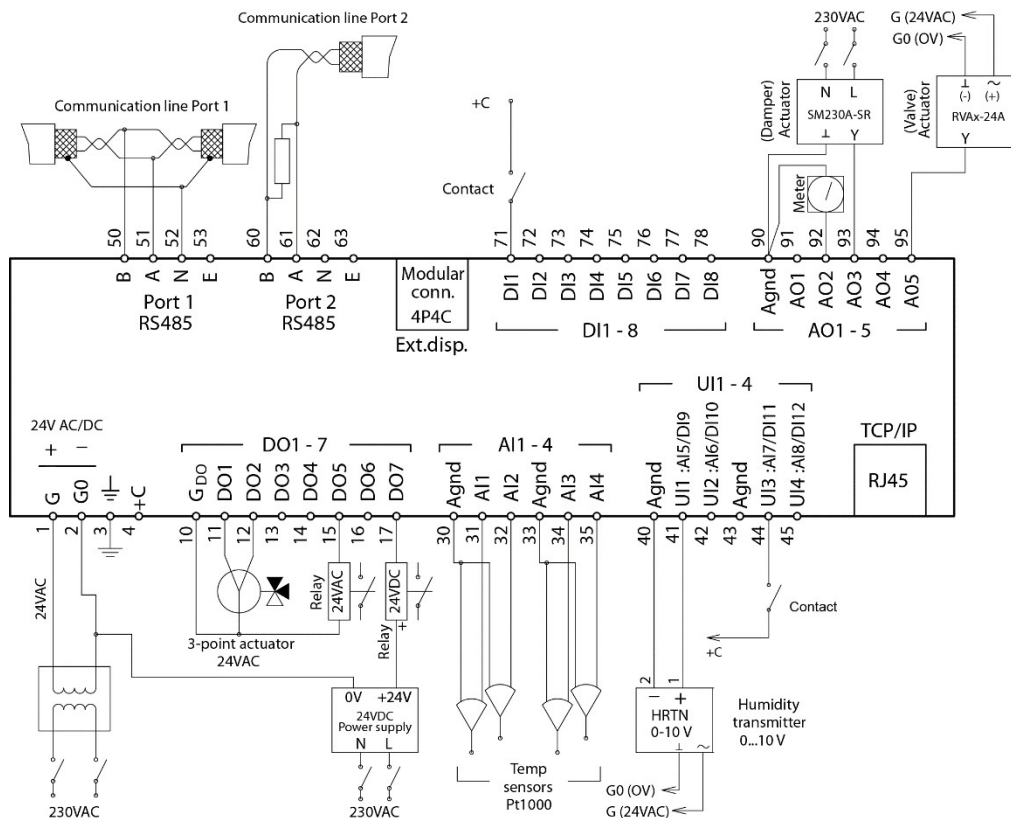 Communication line Port 2
Communication line Port 1
+C
Contact
230VAC
N L
SM230A-SR
⊥ Y
(Damper)
Actuator
Meter
G (24VAC)
G0 (OV)
⊥ ~
(-) (+)
RVAx-24A
Y
(Valve)
Actuator
50 51 52 53
60 61 62 63
71 72 73 74 75 76 77 78
90 91 92 93 94 95
B A N E
Port 1
RS485
B A N E
Port 2
RS485
Modular
conn.
4P4C
Ext.disp.
DI1 DI2 DI3 DI4 DI5 DI6 DI7 DI8
DI1 - 8
Agnd AO1 AO2 AO3 AO4 A05
AO1 - 5
24V AC/DC
+ −
G G0 +C
DO1 - 7
GDO DO1 DO2 DO3 DO4 DO5 DO6 DO7
AI1 - 4
Agnd AI1 AI2 Agnd AI3 AI4
UI1 - 4
Agnd UI1 :AI5/DI9 UI2 :AI6/DI10 Agnd UI3 :AI7/DI11 UI4 :AI8/DI12
TCP/IP
RJ45
1 2 3 4
10 11 12 13 14 15 16 17
30 31 32 33 34 35
40 41 42 43 44 45
24VAC
230VAC
3-point actuator
24VAC
Relay
24VAC
Relay
24VDC
+
0V +24V
24VDC
Power supply
N L
230VAC
Temp
sensors
Pt1000
2 1
− +
HRTN
0-10 V
⊥ ~
Humidity
transmitter
0...10 V
G0 (OV)
G (24VAC)
Contact
+C